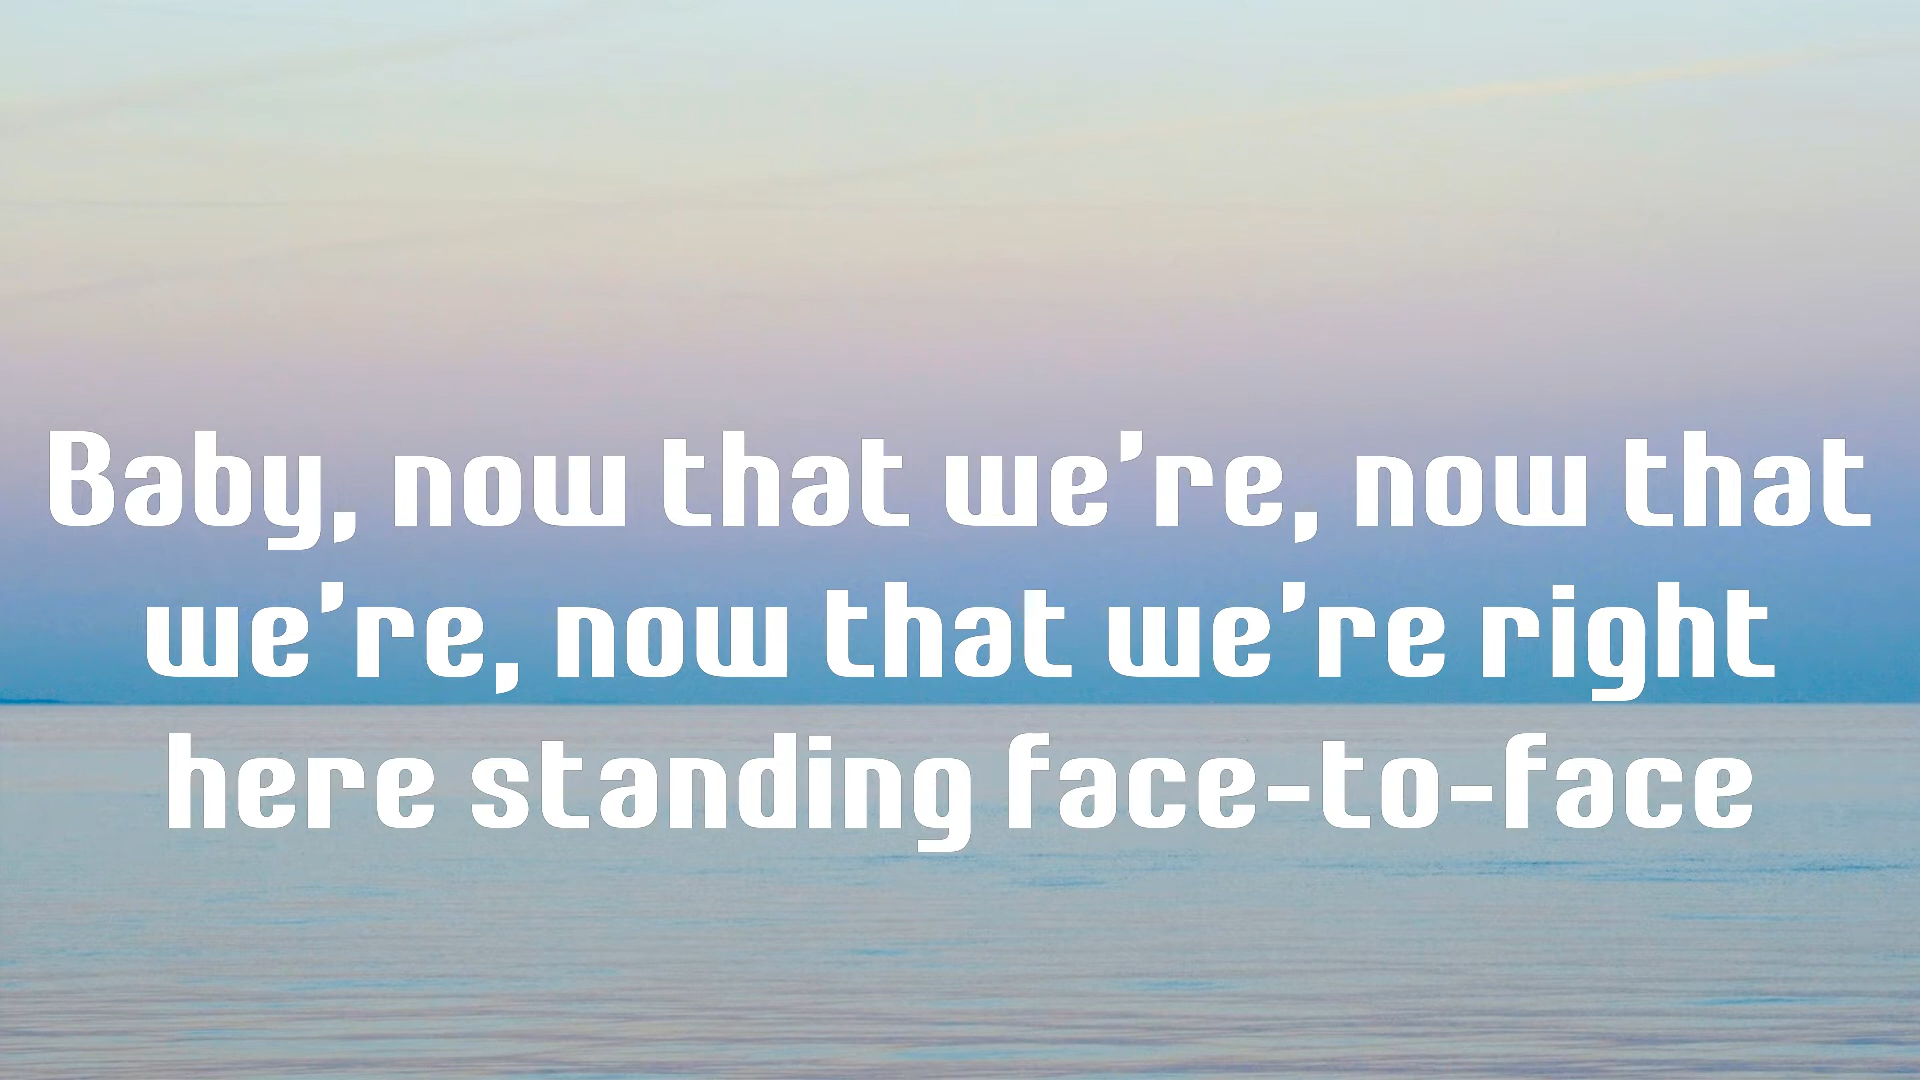 Baby, now that we're, now that
we're, now that we're right
here standing face-to-face